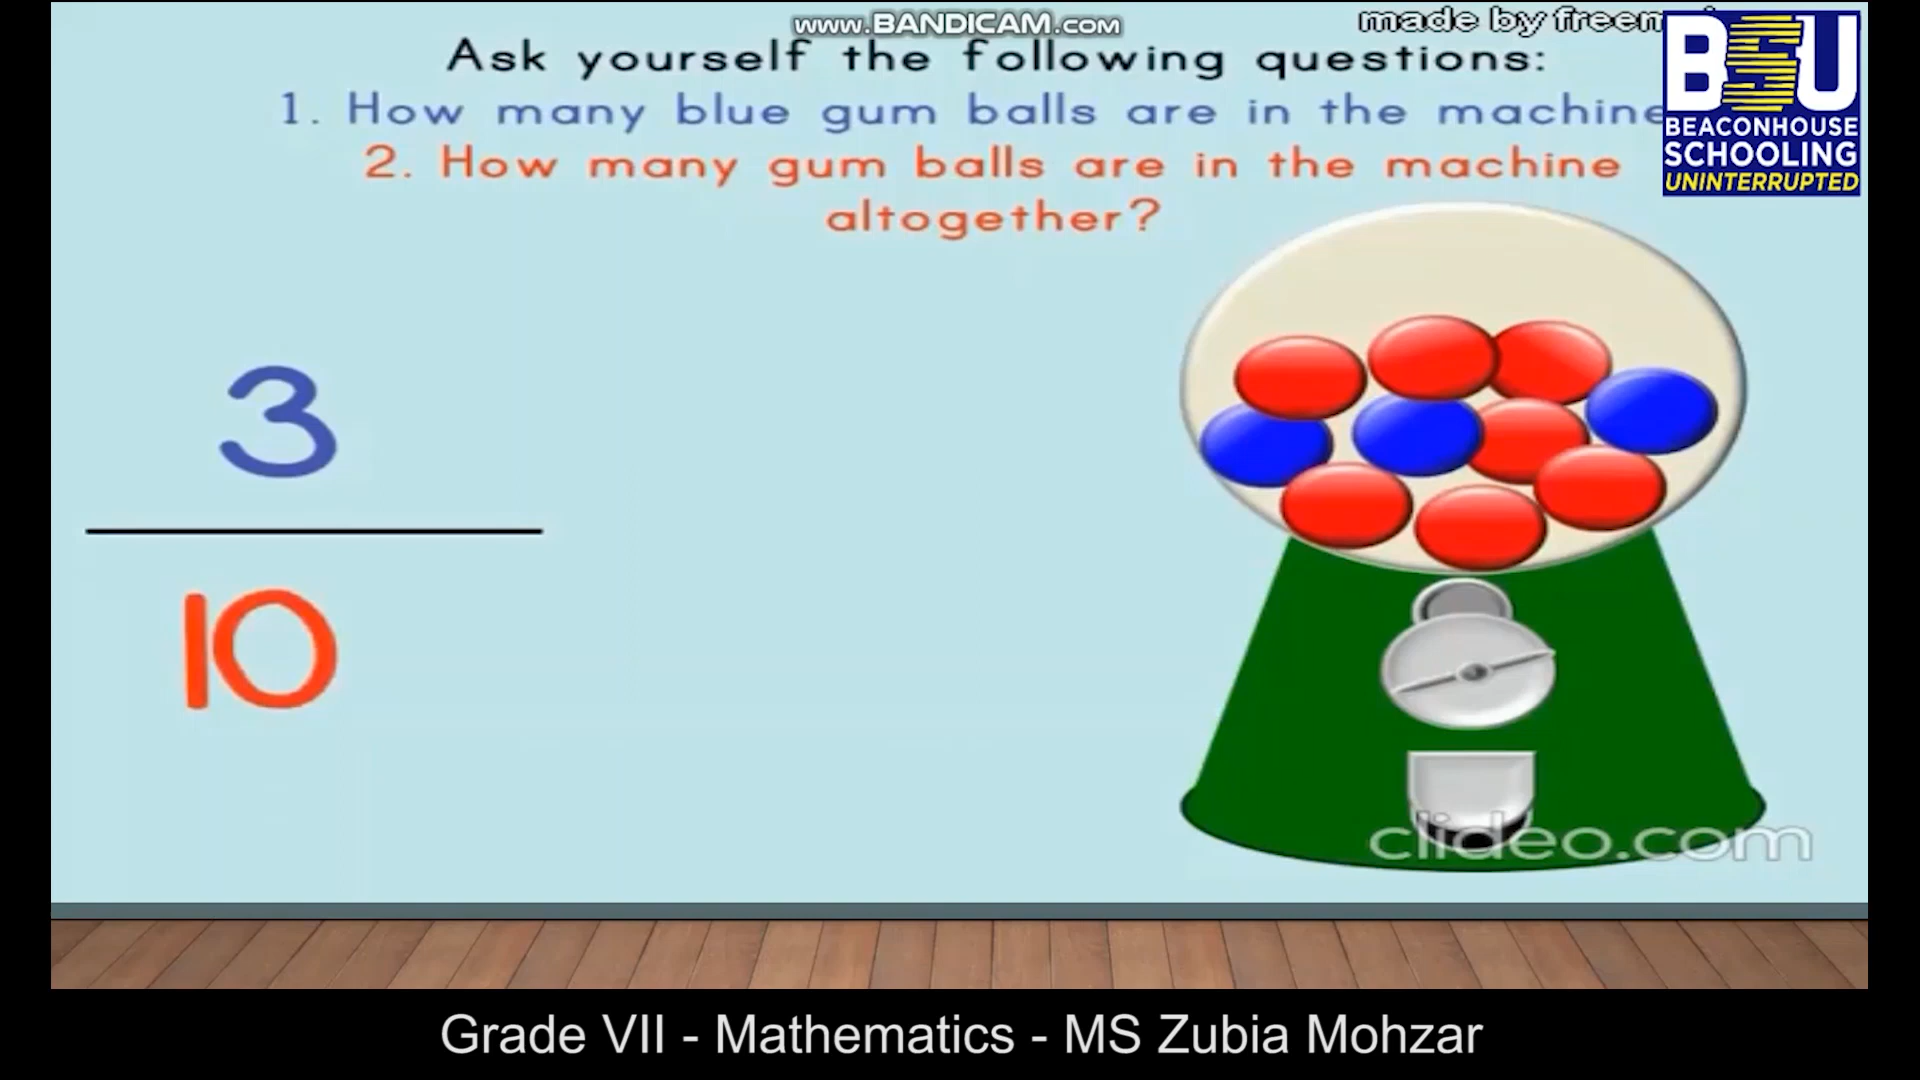 www.BANDICAM.com
made by
Ask yourself the following questions:
1. How many blue gum balls are in the machine
2. How many gum balls are in the machine
altogether?
BSU
BEACONHOUSE
SCHOOLING
UNINTERRUPTED
3
10
clideo.com
Grade VII - Mathematics - MS Zubia Mohzar